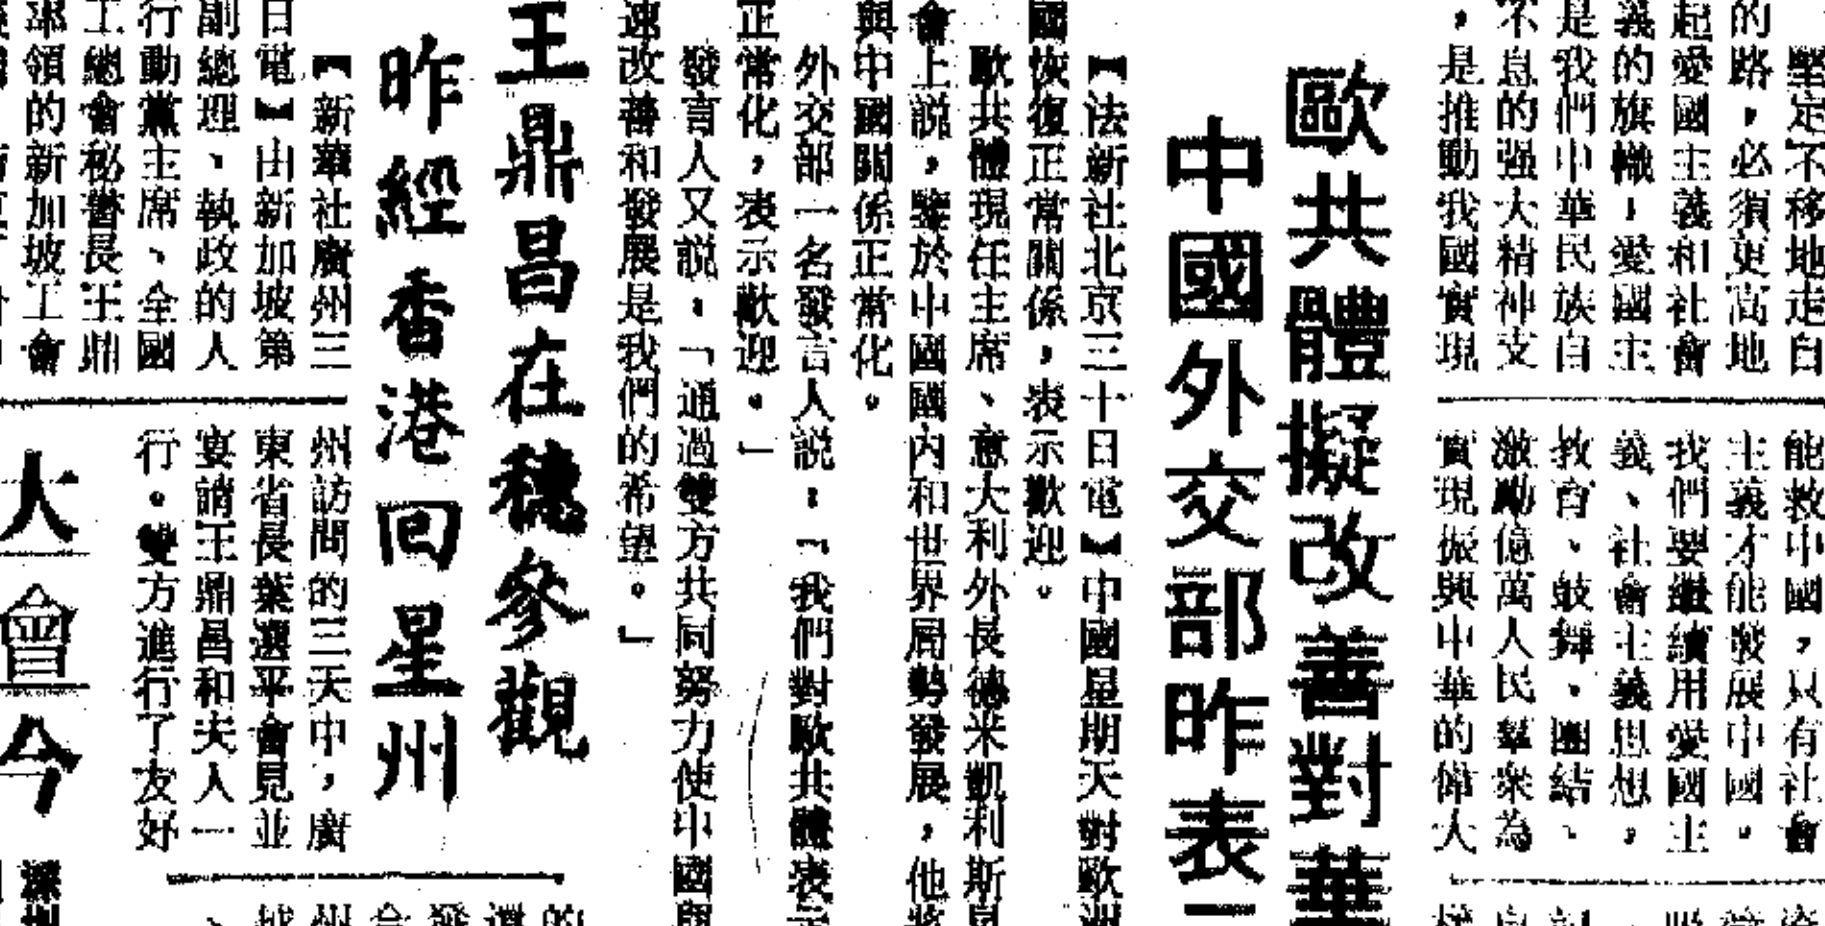 堅定不移地走自
的路，必須更高地
起愛國主義和社會
義的旗幟！愛國主
是我們中華民族自
不息的强大精神支
，是推動我國實現
能救中國，只有社會
主義才能發展中國。
我們要繼續用愛國主
義、社會主義思想，
教育、鼓舞、團結、
激勵億萬人民羣衆為
實現振興中華的偉大
歐共體擬改善對華
中國外交部昨表
【法新社北京三十日電】中國星期天對歐洲
國恢復正常關係，表示歡迎。
歐共體現任主席、意大利外長德米凱利斯
會上説，鑒於中國國內和世界局勢發展，他將
與中國關係正常化。
外交部一名發言人説：「我們對歐共體表示
正常化，表示歡迎。」
發言人又説：「通過雙方共同努力使中國與
速改善和發展是我們的希望。」
王鼎昌在穗參觀
昨經香港回星州
【新華社廣州三
日電】由新加坡第
副總理、執政的人
行動黨主席、全國
工總會秘書長王鼎
率領的新加坡工會
州訪問的三天中，廣
東省長葉選平會見並
宴請王鼎昌和夫人一
行。雙方進行了友好
大會今
深圳